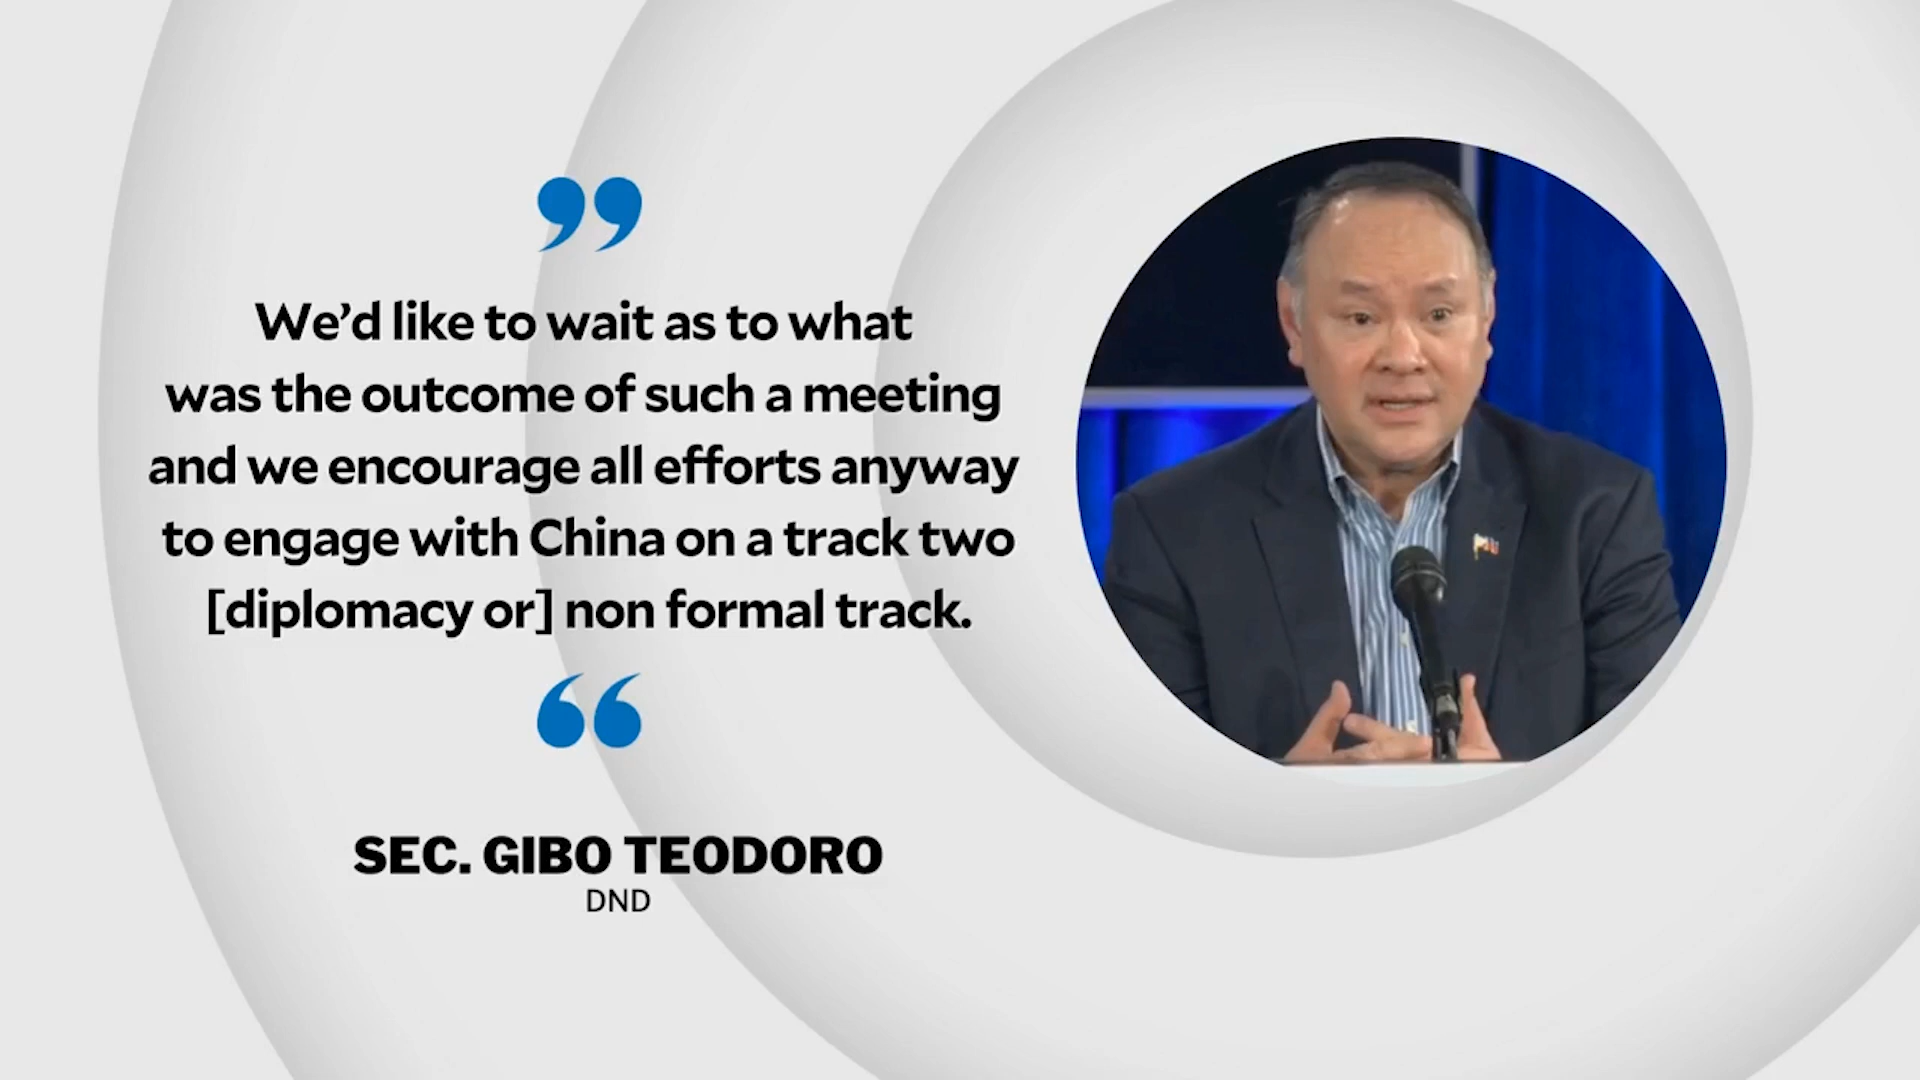 ”
We’d like to wait as to what
was the outcome of such a meeting
and we encourage all efforts anyway
to engage with China on a track two
[diplomacy or] non formal track.
“
SEC. GIBO TEODORO
DND